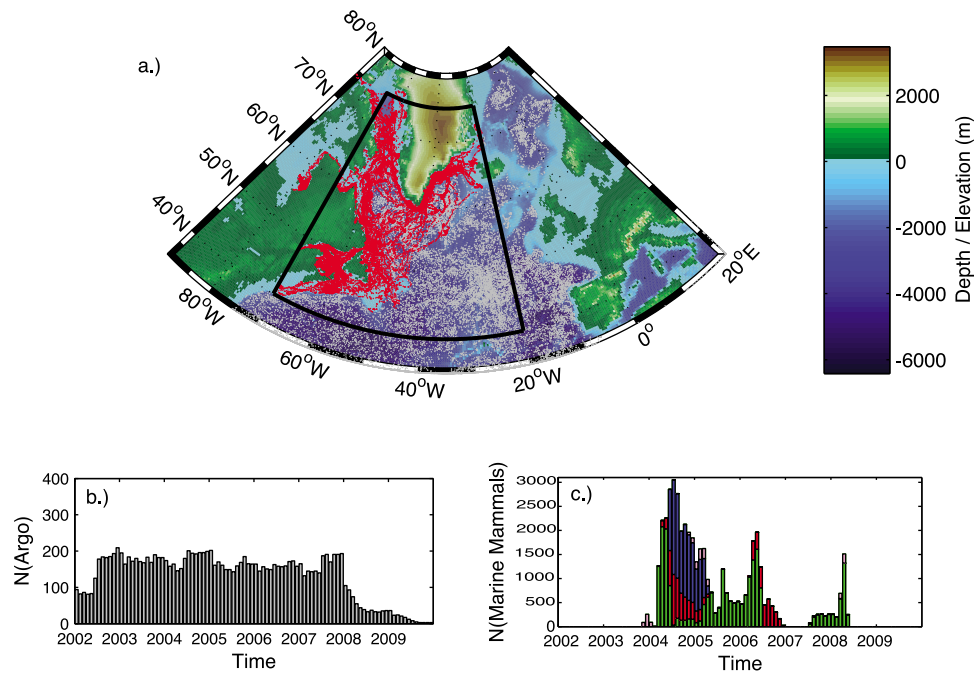 a.)
80°N
70°N
60°N
50°N
40°N
80°W
60°W
40°W
20°W
0°
20°E
2000
0
-2000
-4000
-6000
Depth / Elevation (m)
b.)
N(Argo)
400
300
200
100
0
2002 2003 2004 2005 2006 2007 2008 2009
Time
c.)
N(Marine Mammals)
3000
2500
2000
1500
1000
500
0
2002 2003 2004 2005 2006 2007 2008 2009
Time